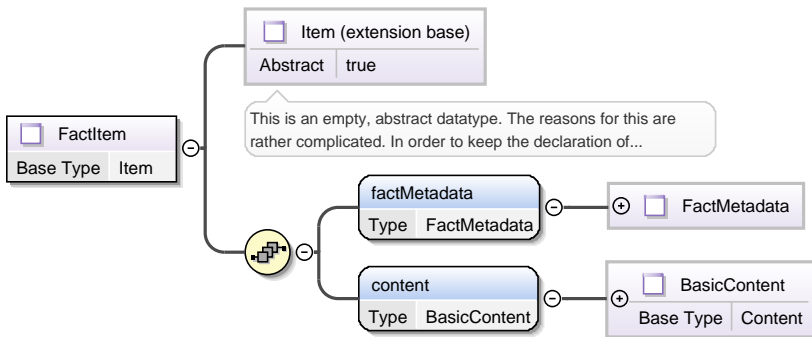 Item (extension base)
Abstract true
This is an empty, abstract datatype. The reasons for this are
rather complicated. In order to keep the declaration of...
FactItem
Base Type Item
factMetadata
Type FactMetadata
FactMetadata
content
Type BasicContent
BasicContent
Base Type Content